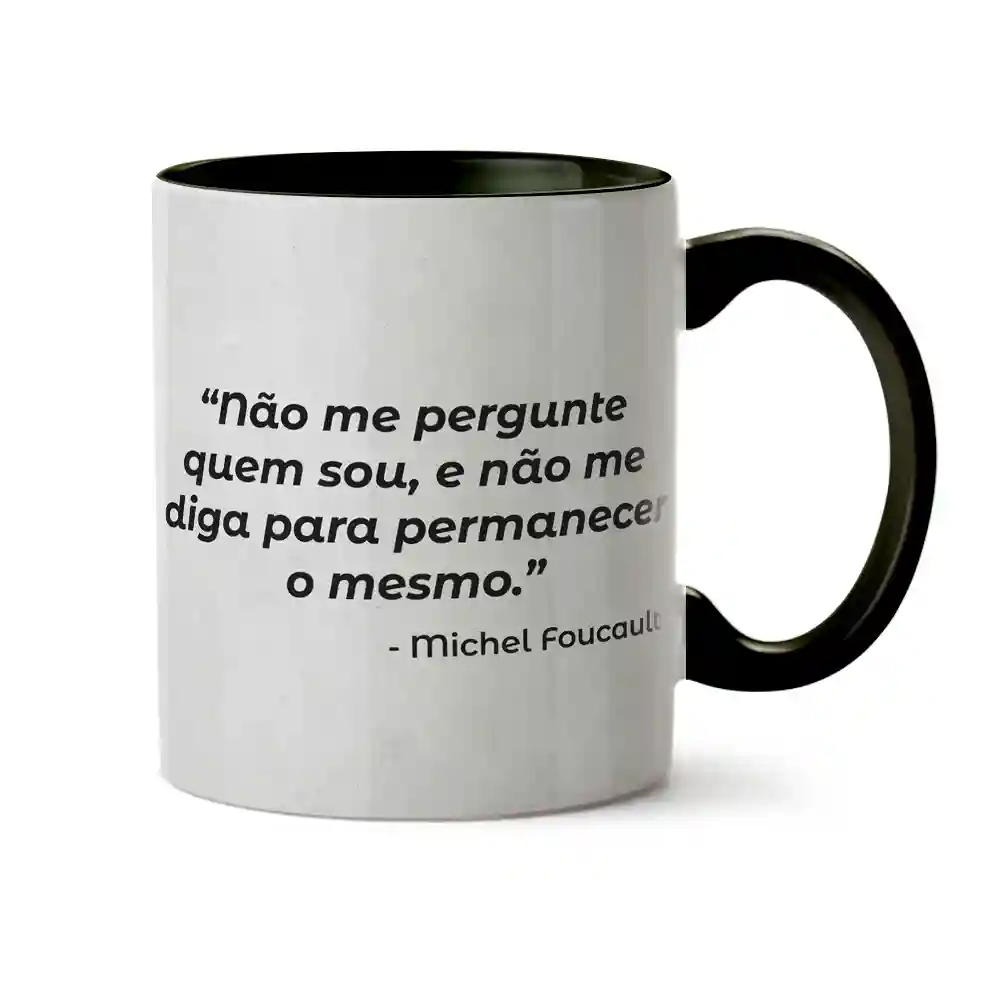 “Não me pergunte
quem sou, e não me
diga para permanecer
o mesmo.”
- Michel Foucault